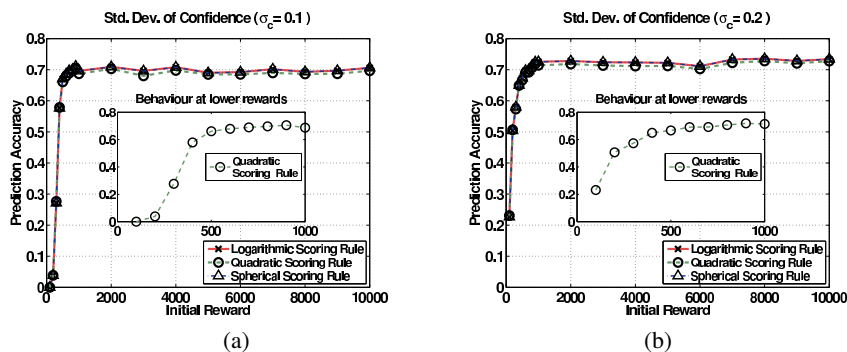 Std. Dev. of Confidence (σc= 0.1)
Prediction Accuracy
0.8
0.7
0.6
0.5
0.4
0.3
0.2
0.1
0
Behaviour at lower rewards
0.8
0.6
0.4
0.2
0
0 500 1000
Quadratic
Scoring Rule
Logarithmic Scoring Rule
Quadratic Scoring Rule
Spherical Scoring Rule
0 2000 4000 6000 8000 10000
Initial Reward
(a)
Std. Dev. of Confidence (σc= 0.2)
Prediction Accuracy
0.8
0.7
0.6
0.5
0.4
0.3
0.2
0.1
0
Behaviour at lower rewards
0.8
0.6
0.4
0.2
0
0 500 1000
Quadratic
Scoring Rule
Logarithmic Scoring Rule
Quadratic Scoring Rule
Spherical Scoring Rule
0 2000 4000 6000 8000 10000
Initial Reward
(b)